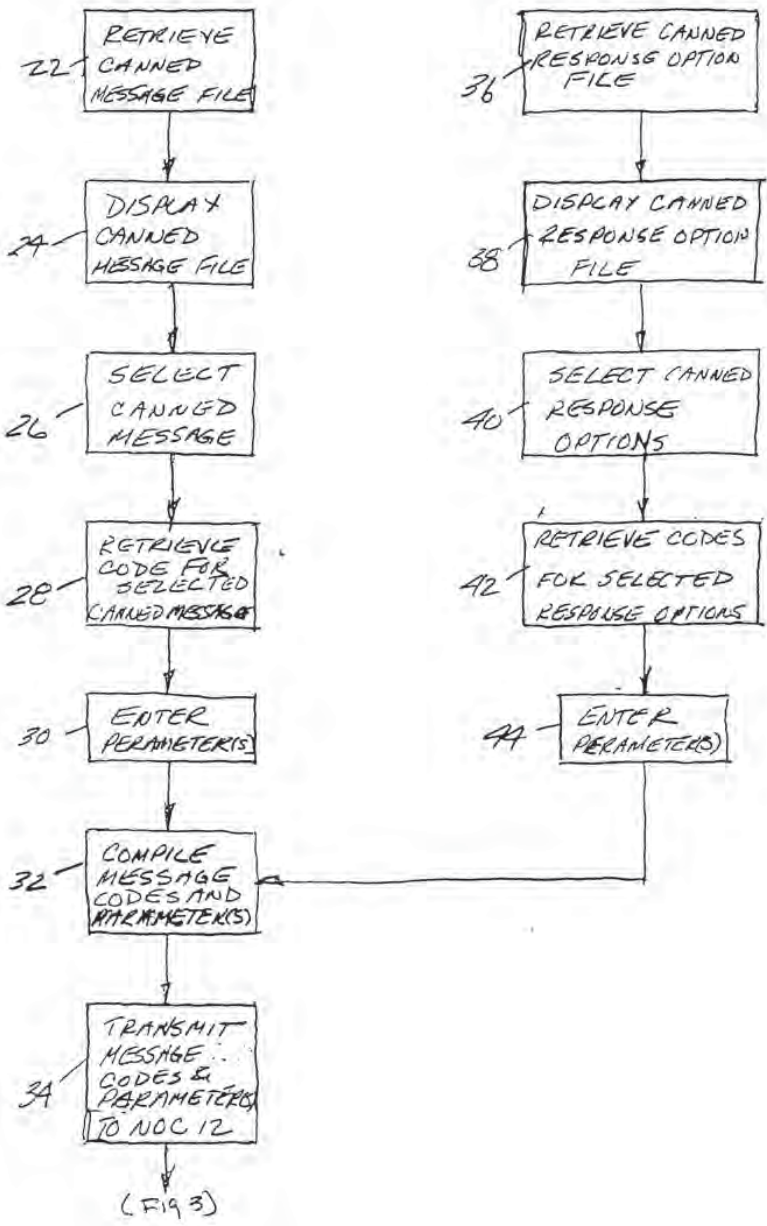 22
RETRIEVE
CANNED
MESSAGE FILE
24
DISPLAY
CANNED
MESSAGE FILE
26
SELECT
CANNED
MESSAGE
28
RETRIEVLE
CODE FOR
SELECTED
CANNED MESSAGE
30
ENTER
PERAMETER(S)
32
COMPILE
MESSAGE
CODES AND
PARAMETER(S)
34
TRANSMIT
MESSAGE
CODES &
PARAMETER(S)
TO NOC 12
(FIG 3)
36
RETRIEVE CANNED
RESPONSE OPTION
FILE
38
DISPLAY CANNED
RESPONSE OPTION
FILE
40
SELECT CANNED
RESPONSE
OPTIONS
42
RETRIEVE CODES
FOR SELECTED
RESPONSE OPTIONS
44
ENTER
PERAMETER(S)